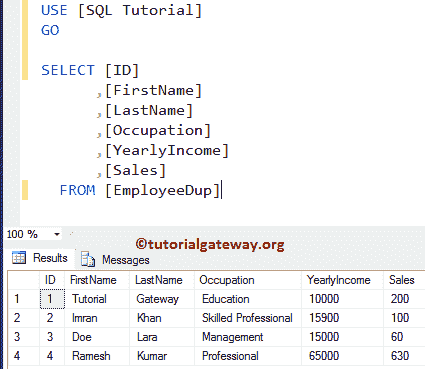 USE [SQL Tutorial]
GO
SELECT [ID]
,[FirstName]
,[LastName]
,[Occupation]
,[YearlyIncome]
,[Sales]
FROM [EmployeeDup]
100 %
©tutorialgateway.org
Results Messages
ID FirstName LastName Occupation YearlyIncome Sales
1 1 Tutorial Gateway Education 10000 200
2 2 Imran Khan Skilled Professional 15900 100
3 3 Doe Lara Management 15000 60
4 4 Ramesh Kumar Professional 65000 630